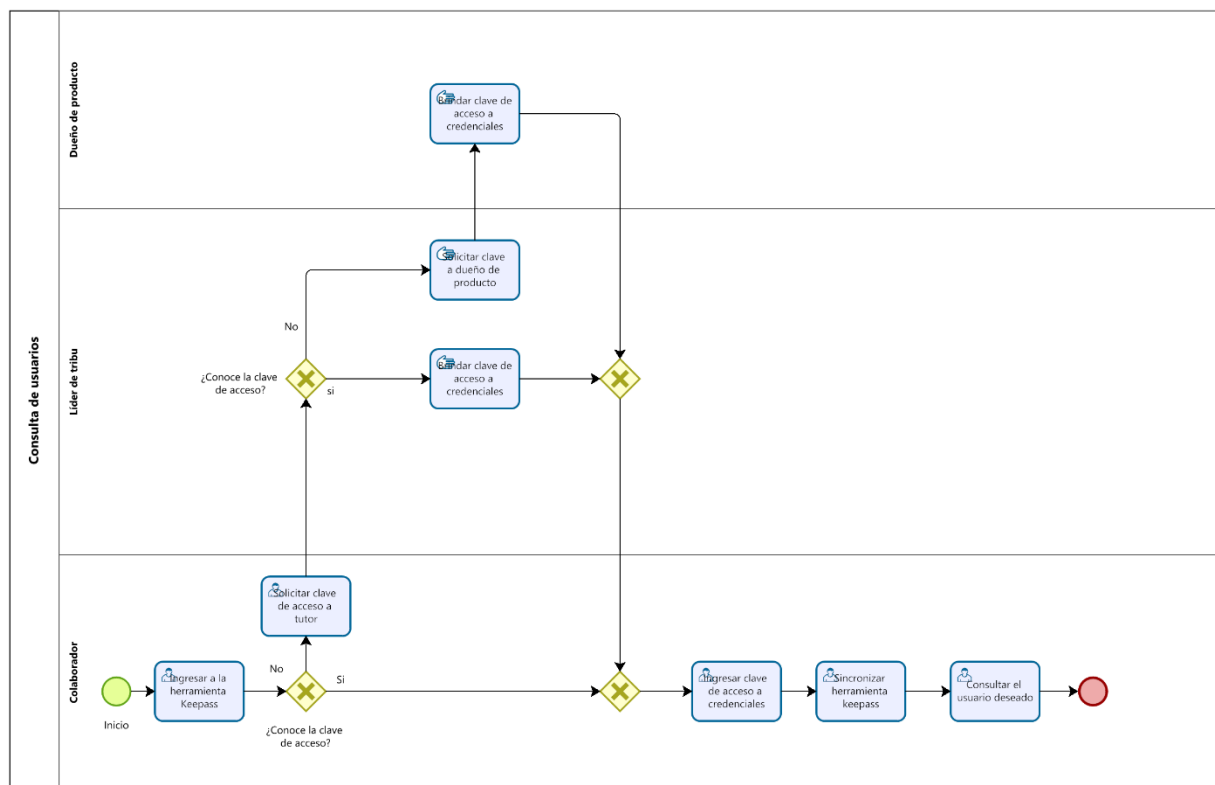 Consulta de usuarios
Dueño de producto
Brindar clave de
acceso a
credenciales
Líder de tribu
Solicitar clave
a dueño de
producto
No
¿Conoce la clave
de acceso?
si
Brindar clave de
acceso a
credenciales
Colaborador
Solicitar clave
de acceso a
tutor
Inicio
Ingresar a la
herramienta
Keepass
No
Si
¿Conoce la clave
de acceso?
Ingresar clave
de acceso a
credenciales
Sincronizar
herramienta
keepass
Consultar el
usuario deseado